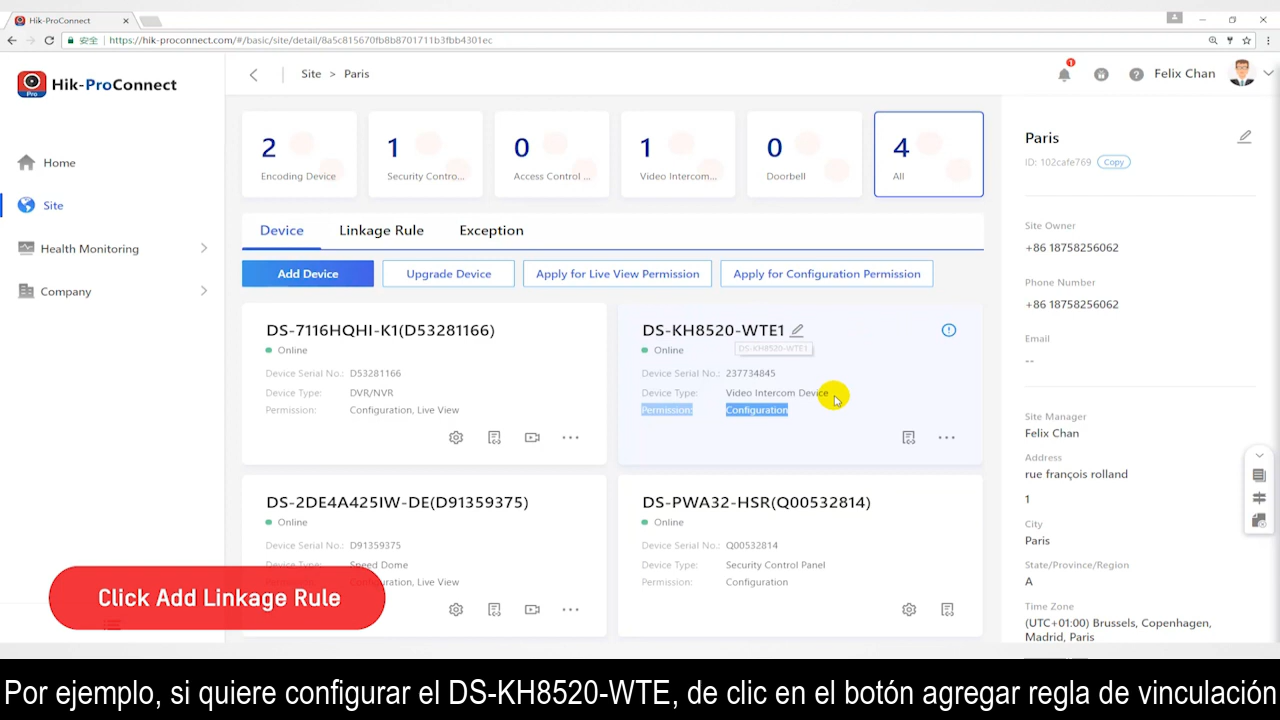 Hik-ProConnect
安全 https://hik-proconnect.com/#/basic/site/detail/8a5c815670fb8b8701711b3fbb4301ec
Pro
Hik-ProConnect
Site > Paris
1
Felix Chan
Home
Site
Health Monitoring
Company
2
Encoding Device
1
Security Contro...
0
Access Control ...
1
Video Intercom...
0
Doorbell
4
All
Device Linkage Rule Exception
Add Device Upgrade Device Apply for Live View Permission Apply for Configuration Permission
DS-7116HQHI-K1(D53281166)
Online
Device Serial No.: D53281166
Device Type: DVR/NVR
Permission: Configuration, Live View
DS-KH8520-WTE1
Online
DS-KH8520-WTE1
Device Serial No.: 237734845
Device Type: Video Intercom Device
Permission: Configuration
DS-2DE4A425IW-DE(D91359375)
Online
Device Serial No.: D91359375
Device Type: Speed Dome
Configuration, Live View
DS-PWA32-HSR(Q00532814)
Online
Device Serial No.: Q00532814
Device Type: Security Control Panel
Permission: Configuration
Paris
ID: 102cafe769 Copy
Site Owner
+86 18758256062
Phone Number
+86 18758256062
Email
--
Site Manager
Felix Chan
Address
rue françois rolland
1
City
Paris
State/Province/Region
A
Time Zone
(UTC+01:00) Brussels, Copenhagen,
Madrid, Paris
Click Add Linkage Rule
Por ejemplo, si quiere configurar el DS-KH8520-WTE, de clic en el botón agregar regla de vinculación